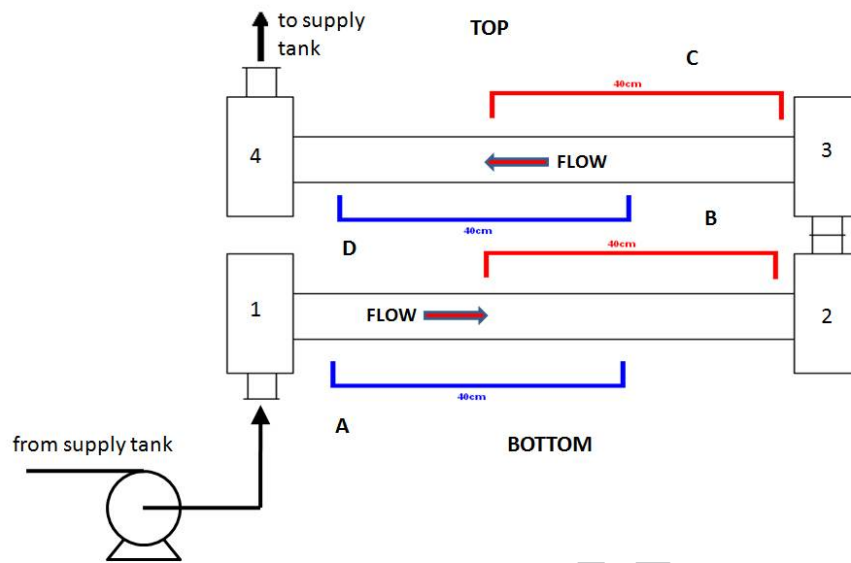 to supply
tank
TOP
C
40cm
4
3
FLOW
B
40cm
D
40cm
1
2
FLOW
40cm
A
from supply tank
BOTTOM